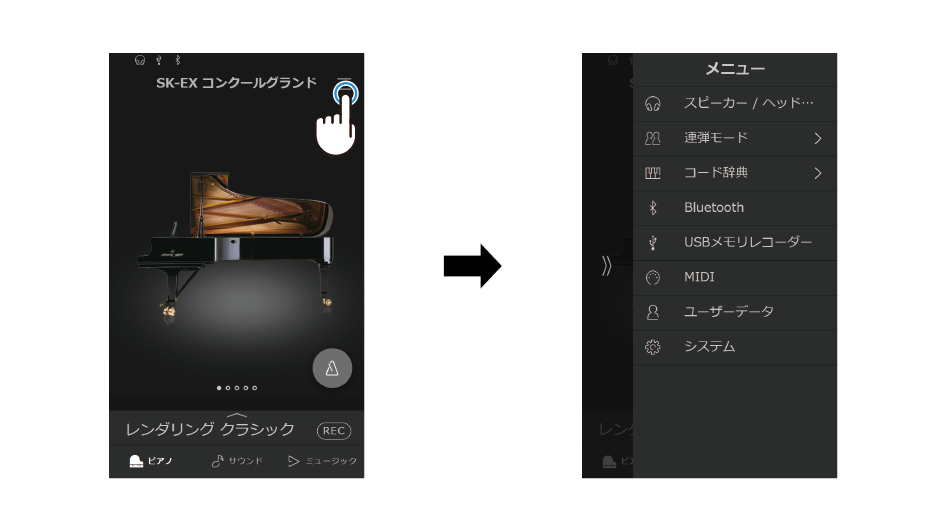 SK-EX コンクールグランド
レンダリング クラシック
REC
ピアノ
サウンド
ミュージック
メニュー
スピーカー / ヘッド…
連弾モード
コード辞典
Bluetooth
USBメモリレコーダー
MIDI
ユーザーデータ
システム
レン